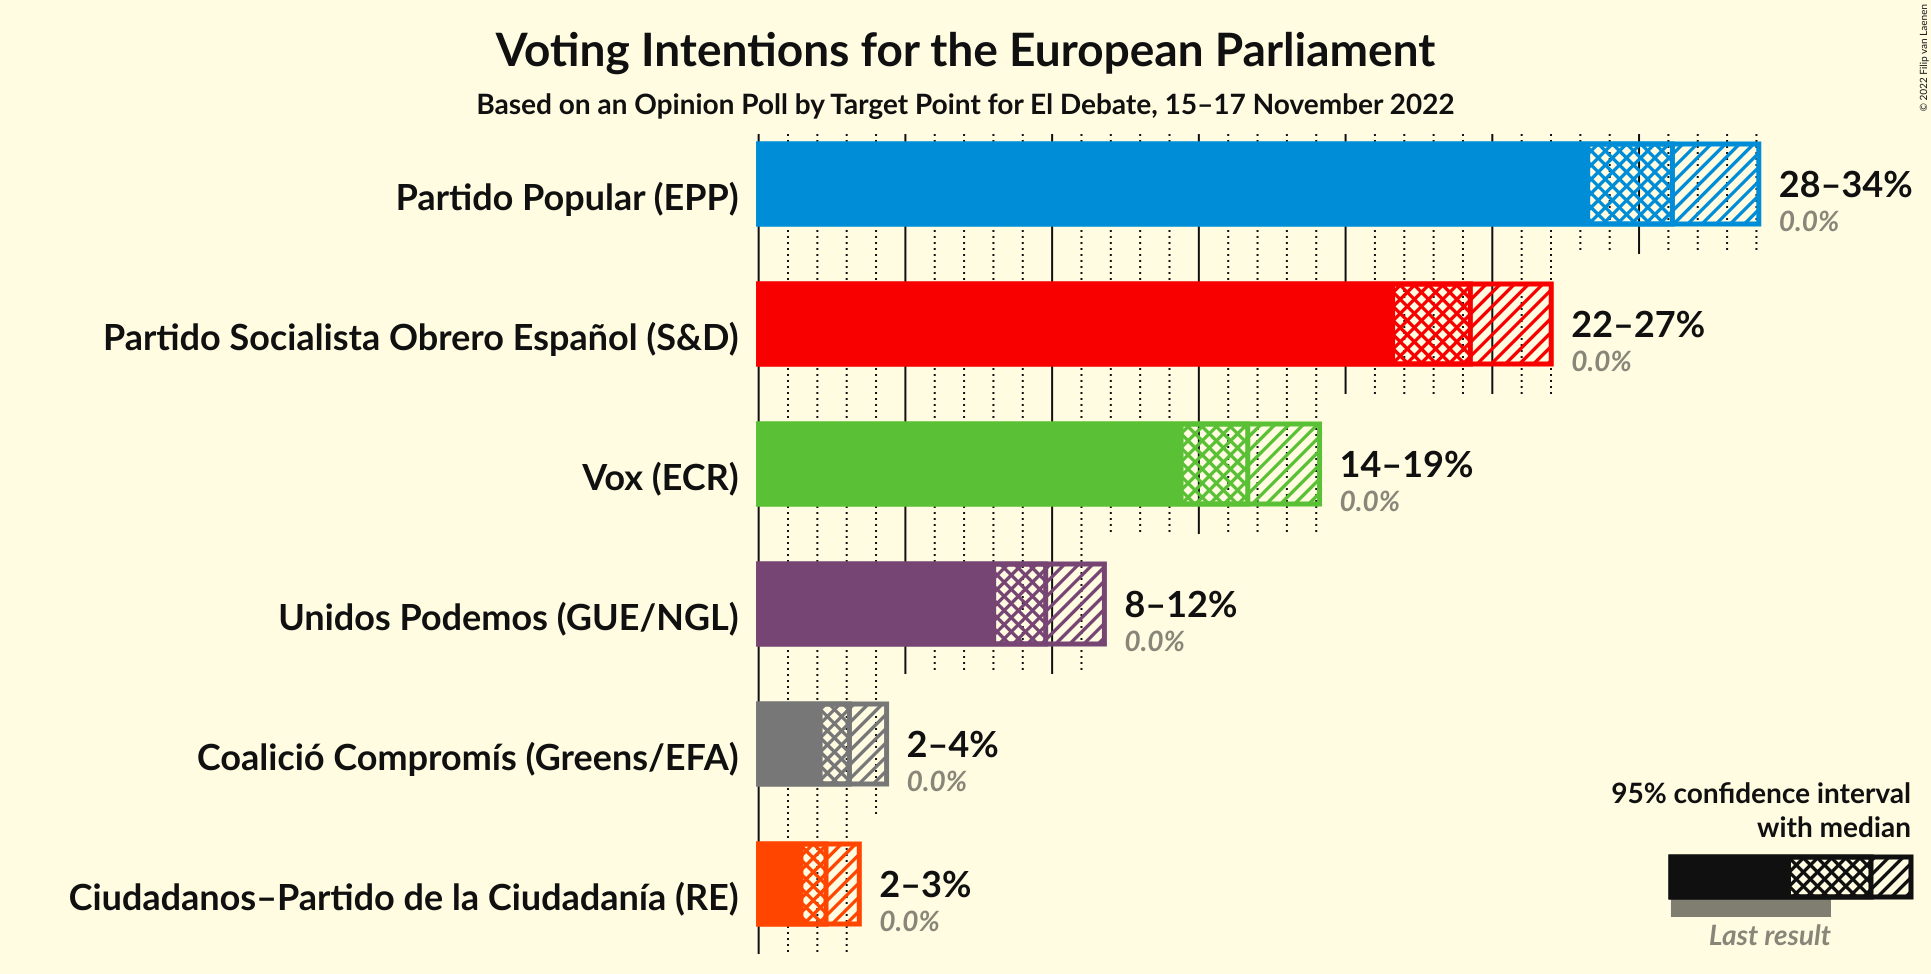 Voting Intentions for the European Parliament
Based on an Opinion Poll by Target Point for El Debate, 15–17 November 2022
© 2022 Filip van Laenen
Partido Popular (EPP)
28–34%
0.0%
Partido Socialista Obrero Español (S&D)
22–27%
0.0%
Vox (ECR)
14–19%
0.0%
Unidos Podemos (GUE/NGL)
8–12%
0.0%
Coalició Compromís (Greens/EFA)
2–4%
0.0%
Ciudadanos–Partido de la Ciudadanía (RE)
2–3%
0.0%
95% confidence interval
with median
Last result